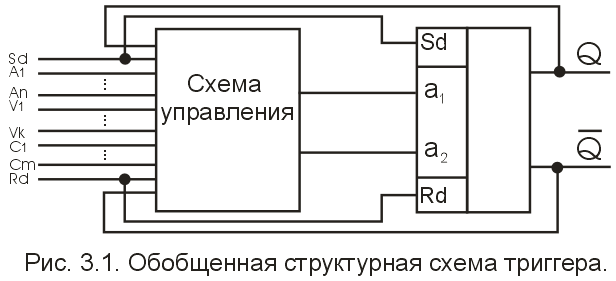 Sd
A1
An
V1
Vk
C1
Cm
Rd
Схема
управления
Sd
a1
a2
Rd
Q
Q̅
Рис. 3.1. Обобщенная структурная схема триггера.